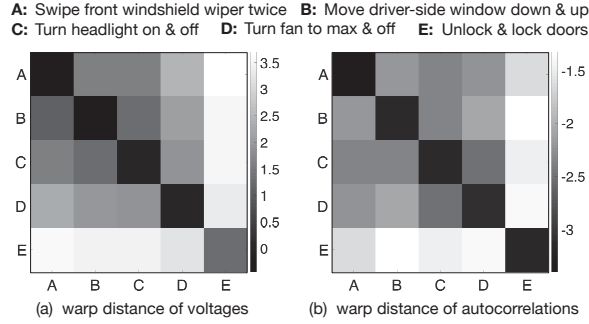 A: Swipe front windshield wiper twice B: Move driver-side window down & up
C: Turn headlight on & off D: Turn fan to max & off E: Unlock & lock doors
A
B
C
D
E
A B C D E
3.5
3
2.5
2
1.5
1
0.5
0
(a) warp distance of voltages
A
B
C
D
E
A B C D E
-1.5
-2
-2.5
-3
(b) warp distance of autocorrelations